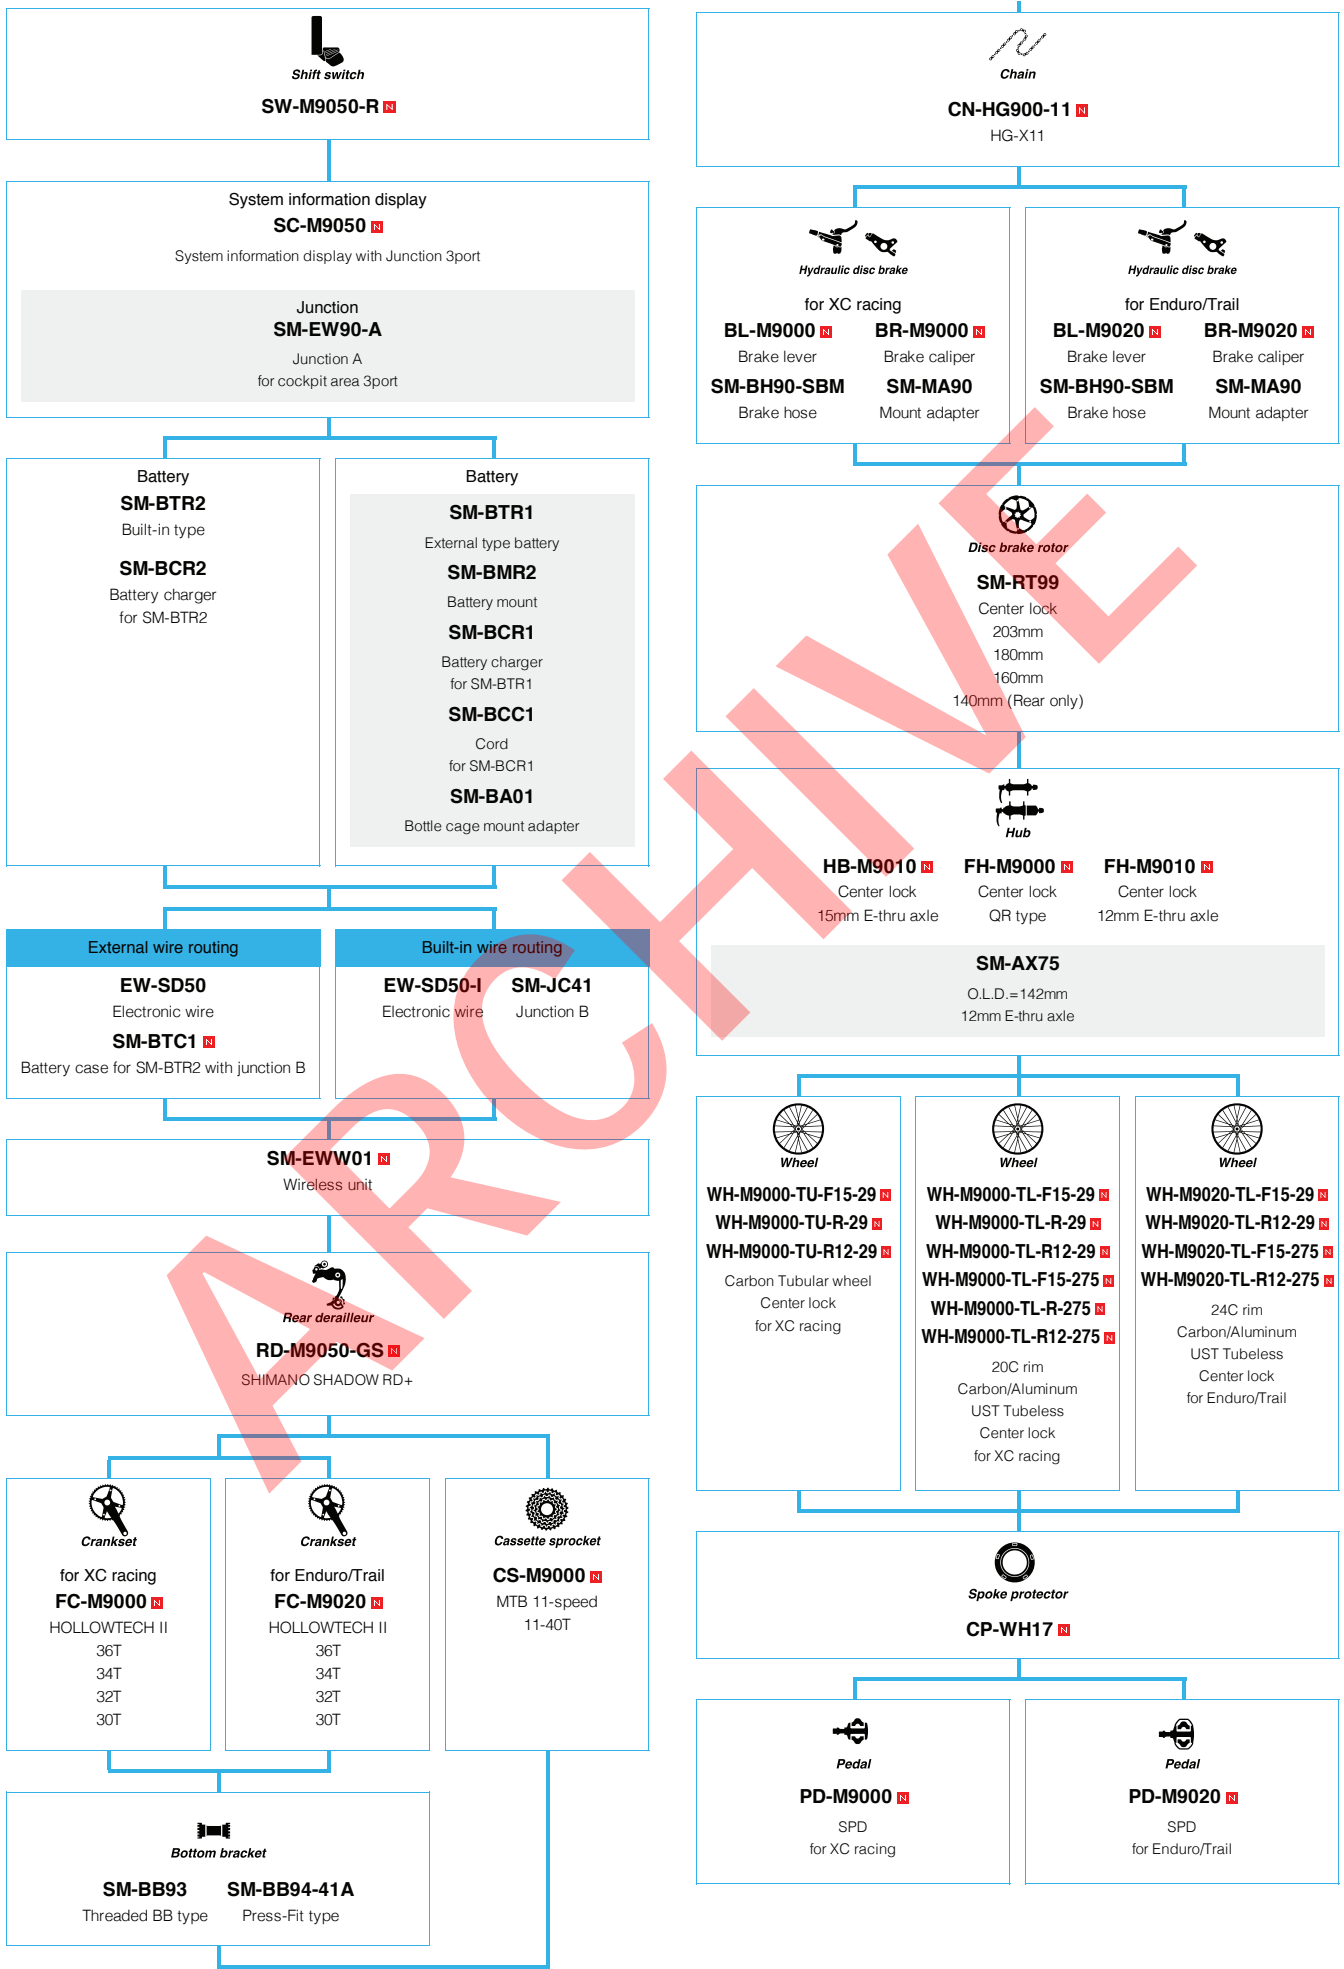 Shift switch
SW-M9050-R N
System information display
SC-M9050 N
System information display with Junction 3port
Junction
SM-EW90-A
Junction A
for cockpit area 3port
Battery
SM-BTR2
Built-in type
SM-BCR2
Battery charger
for SM-BTR2
Battery
SM-BTR1
External type battery
SM-BMR2
Battery mount
SM-BCR1
Battery charger
for SM-BTR1
SM-BCC1
Cord
for SM-BCR1
SM-BA01
Bottle cage mount adapter
External wire routing
EW-SD50
Electronic wire
SM-BTC1 N
Battery case for SM-BTR2 with junction B
Built-in wire routing
EW-SD50-I SM-JC41
Electronic wire Junction B
SM-EWW01 N
Wireless unit
Rear derailleur
RD-M9050-GS N
SHIMANO SHADOW RD+
Crankset
for XC racing
FC-M9000 N
HOLLOWTECH II
36T
34T
32T
30T
Crankset
for Enduro/Trail
FC-M9020 N
HOLLOWTECH II
36T
34T
32T
30T
Cassette sprocket
CS-M9000 N
MTB 11-speed
11-40T
Bottom bracket
SM-BB93 SM-BB94-41A
Threaded BB type Press-Fit type
Chain
CN-HG900-11 N
HG-X11
Hydraulic disc brake
for XC racing
BL-M9000 N BR-M9000 N
Brake lever Brake caliper
SM-BH90-SBM SM-MA90
Brake hose Mount adapter
Hydraulic disc brake
for Enduro/Trail
BL-M9020 N BR-M9020 N
Brake lever Brake caliper
SM-BH90-SBM SM-MA90
Brake hose Mount adapter
Disc brake rotor
SM-RT99
Center lock
203mm
180mm
160mm
140mm (Rear only)
Hub
HB-M9010 N FH-M9000 N FH-M9010 N
Center lock Center lock Center lock
15mm E-thru axle QR type 12mm E-thru axle
SM-AX75
O.L.D.=142mm
12mm E-thru axle
Wheel
WH-M9000-TU-F15-29 N
WH-M9000-TU-R-29 N
WH-M9000-TU-R12-29 N
Carbon Tubular wheel
Center lock
for XC racing
Wheel
WH-M9000-TL-F15-29 N
WH-M9000-TL-R-29 N
WH-M9000-TL-R12-29 N
WH-M9000-TL-F15-275 N
WH-M9000-TL-R-275 N
WH-M9000-TL-R12-275 N
20C rim
Carbon/Aluminum
UST Tubeless
Center lock
for XC racing
Wheel
WH-M9020-TL-F15-29 N
WH-M9020-TL-R12-29 N
WH-M9020-TL-F15-275 N
WH-M9020-TL-R12-275 N
24C rim
Carbon/Aluminum
UST Tubeless
Center lock
for Enduro/Trail
Spoke protector
CP-WH17 N
Pedal
PD-M9000 N
SPD
for XC racing
Pedal
PD-M9020 N
SPD
for Enduro/Trail
ARCHIVE